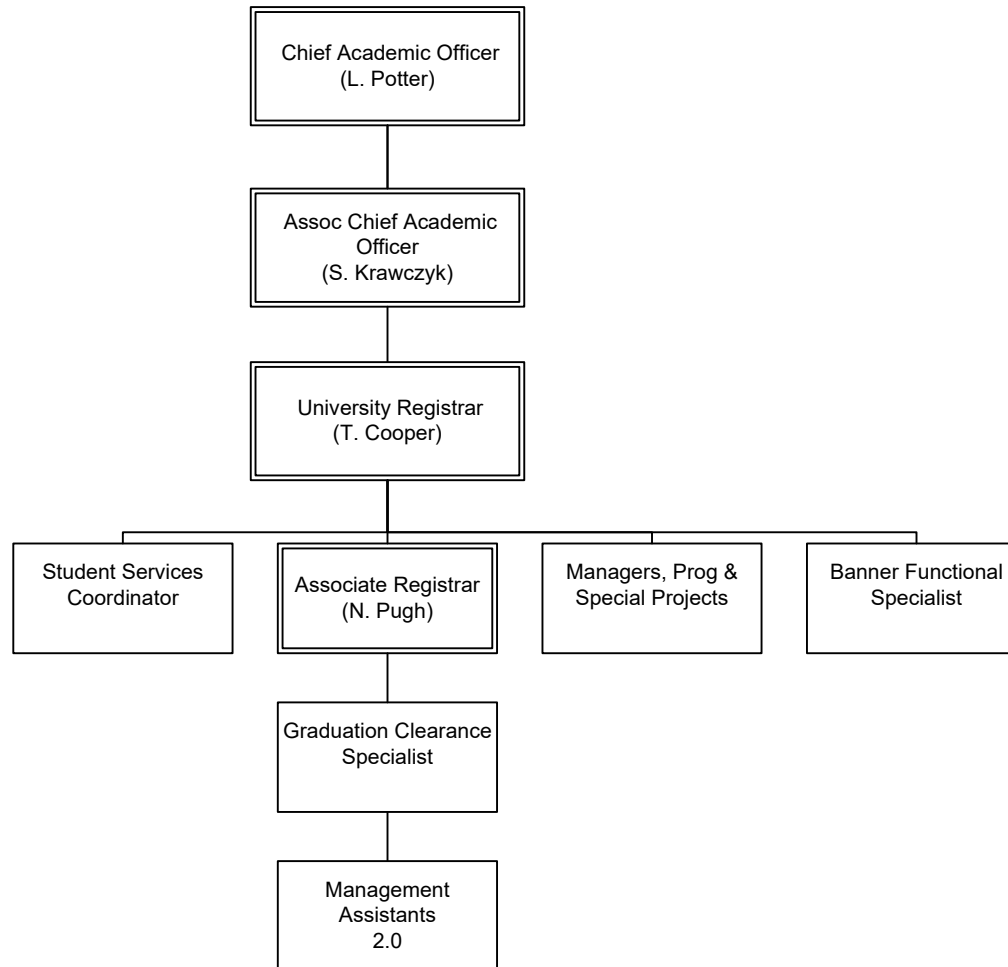 Chief Academic Officer
(L. Potter)
Assoc Chief Academic
Officer
(S. Krawczyk)
University Registrar
(T. Cooper)
Student Services
Coordinator
Associate Registrar
(N. Pugh)
Managers, Prog &
Special Projects
Banner Functional
Specialist
Graduation Clearance
Specialist
Management
Assistants
2.0